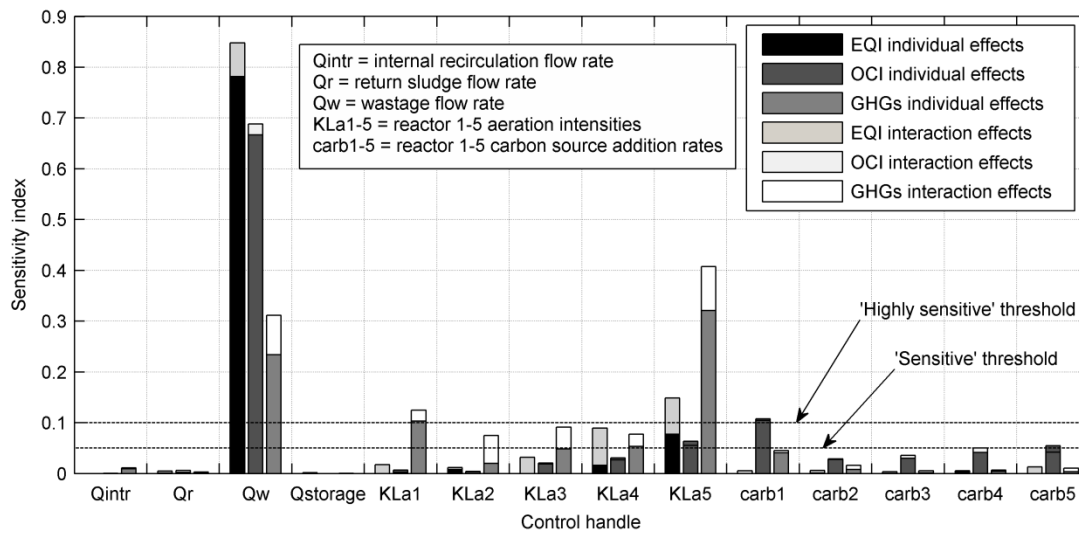 0.9
0.8
0.7
0.6
0.5
0.4
0.3
0.2
0.1
0
Sensitivity index
Qintr = internal recirculation flow rate
Qr = return sludge flow rate
Qw = wastage flow rate
KLa1-5 = reactor 1-5 aeration intensities
carb1-5 = reactor 1-5 carbon source addition rates
EQI individual effects
OCI individual effects
GHGs individual effects
EQI interaction effects
OCI interaction effects
GHGs interaction effects
'Highly sensitive' threshold
'Sensitive' threshold
Qintr Qr Qw Qstorage KLa1 KLa2 KLa3 KLa4 KLa5 carb1 carb2 carb3 carb4 carb5
Control handle